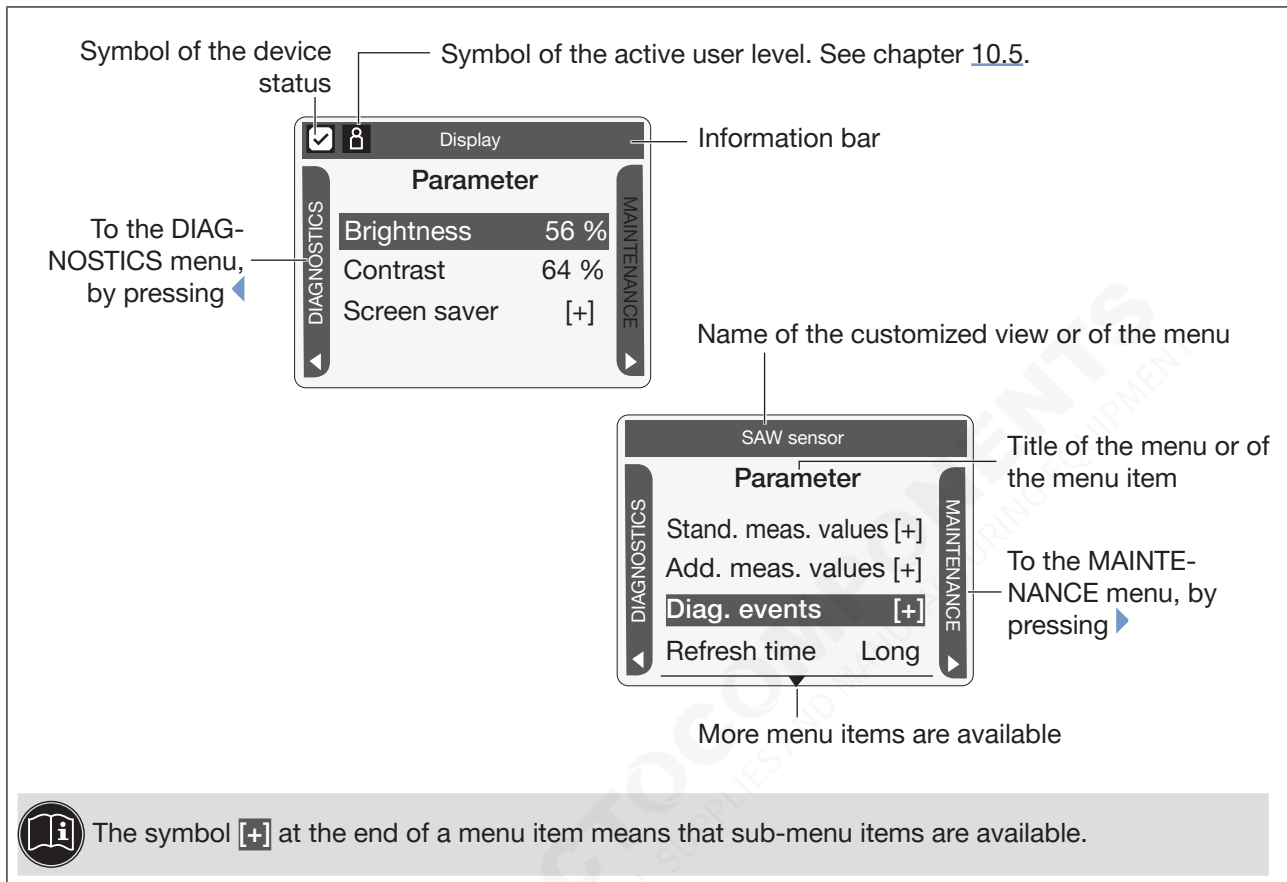 Symbol of the device
status
Symbol of the active user level. See chapter 10.5.
Display
Information bar
Parameter
DIAGNOSTICS
MAINTENANCE
Brightness 56 %
Contrast 64 %
Screen saver [+]
To the DIAG-
NOSTICS menu,
by pressing
Name of the customized view or of the menu
SAW sensor
Parameter
Title of the menu or of
the menu item
DIAGNOSTICS
MAINTENANCE
Stand. meas. values [+]
Add. meas. values [+]
Diag. events [+]
Refresh time Long
To the MAINTE-
NANCE menu, by
pressing
More menu items are available
The symbol [+] at the end of a menu item means that sub-menu items are available.